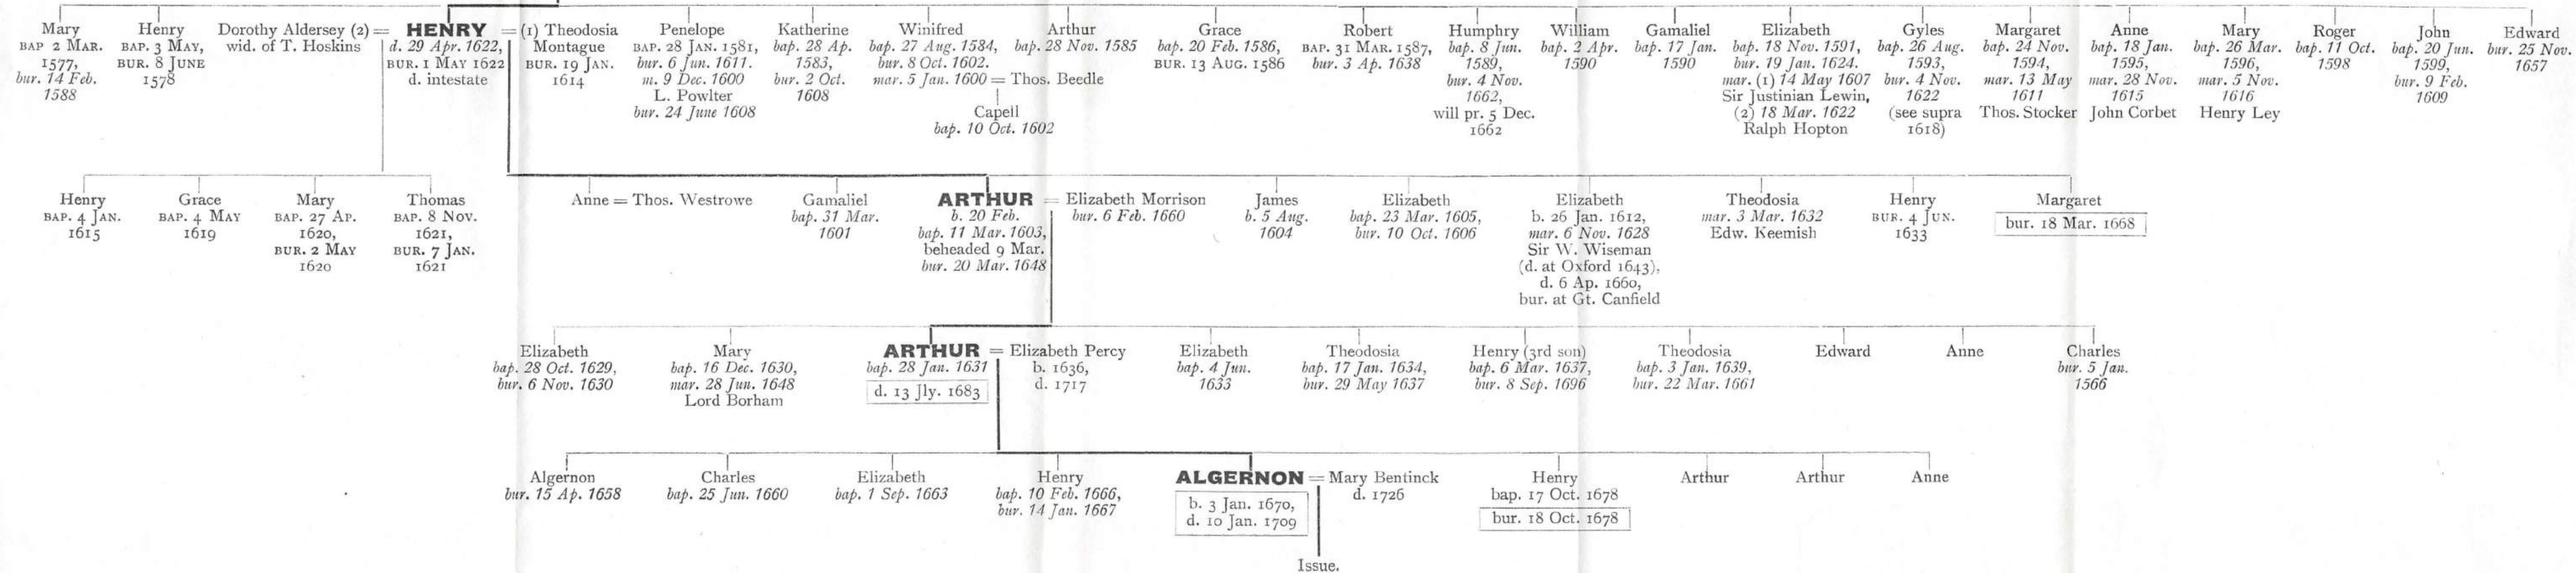 Mary
BAP 2 MAR.
1577,
bur. 14 Feb.
1588
Henry
BAP. 3 MAY,
BUR. 8 JUNE
1578
Dorothy Aldersey (2) =
wid. of T. Hoskins
HENRY
d. 29 Apr. 1622,
BUR. 1 MAY 1622
d. intestate
= (1) Theodosia
Montague
BUR. 19 JAN.
1614
Penelope
BAP. 28 JAN. 1581,
bur. 6 Jun. 1611.
m. 9 Dec. 1600
L. Powlter
bur. 24 June 1608
Katherine
bap. 28 Ap.
1583,
bur. 2 Oct.
1608
Winifred
bap. 27 Aug. 1584,
bur. 8 Oct. 1602.
mar. 5 Jan. 1600 = Thos. Beedle
Capell
bap. 10 Oct. 1602
Arthur
bap. 28 Nov. 1585
Grace
bap. 20 Feb. 1586,
BUR. 13 AUG. 1586
Robert
BAP. 31 MAR. 1587,
bur. 3 Ap. 1638
Humphry
bap. 8 Jun.
1589,
bur. 4 Nov.
1662,
will pr. 5 Dec.
1662
William
bap. 2 Apr.
1590
Gamaliel
bap. 17 Jan.
1590
Elizabeth
bap. 18 Nov. 1591,
bur. 19 Jan. 1624.
mar. (1) 14 May 1607
Sir Justinian Lewin,
(2) 18 Mar. 1622
Ralph Hopton
Gyles
bap. 26 Aug.
1593,
bur. 4 Nov.
1622
(see supra
1618)
Margaret
bap. 24 Nov.
1594,
mar. 13 May
1611
Thos. Stocker
Anne
bap. 18 Jan.
1595,
mar. 28 Nov.
1615
John Corbet
Mary
bap. 26 Mar.
1596,
mar. 5 Nov.
1616
Henry Ley
Roger
bap. 11 Oct.
1598
John
bap. 20 Jun.
1599,
bur. 9 Feb.
1609
Edward
bur. 25 Nov.
1657
Henry
BAP. 4 JAN.
1615
Grace
BAP. 4 MAY
1619
Mary
BAP. 27 AP.
1620,
BUR. 2 MAY
1620
Thomas
BAP. 8 NOV.
1621,
BUR. 7 JAN.
1621
Anne = Thos. Westrowe
Gamaliel
bap. 31 Mar.
1601
ARTHUR
b. 20 Feb.
bap. 11 Mar. 1603,
beheaded 9 Mar.
bur. 20 Mar. 1648
= Elizabeth Morrison
bur. 6 Feb. 1660
James
b. 5 Aug.
1604
Elizabeth
bap. 23 Mar. 1605,
bur. 10 Oct. 1606
Elizabeth
b. 26 Jan. 1612,
mar. 6 Nov. 1628
Sir W. Wiseman
(d. at Oxford 1643),
d. 6 Ap. 1660,
bur. at Gt. Canfield
Theodosia
mar. 3 Mar. 1632
Edw. Keemish
Henry
BUR. 4 JUN.
1633
Margaret
bur. 18 Mar. 1668
Elizabeth
bap. 28 Oct. 1629,
bur. 6 Nov. 1630
Mary
bap. 16 Dec. 1630,
mar. 28 Jun. 1648
Lord Borham
ARTHUR
bap. 28 Jan. 1631
d. 13 Jly. 1683
= Elizabeth Percy
b. 1636,
d. 1717
Elizabeth
bap. 4 Jun.
1633
Theodosia
bap. 17 Jan. 1634,
bur. 29 May 1637
Henry (3rd son)
bap. 6 Mar. 1637,
bur. 8 Sep. 1696
Theodosia
bap. 3 Jan. 1639,
bur. 22 Mar. 1661
Edward
Anne
Charles
bur. 5 Jan.
1566
Algernon
bur. 15 Ap. 1658
Charles
bap. 25 Jun. 1660
Elizabeth
bap. 1 Sep. 1663
Henry
bap. 10 Feb. 1666,
bur. 14 Jan. 1667
ALGERNON
b. 3 Jan. 1670,
d. 10 Jan. 1709
= Mary Bentinck
d. 1726
Henry
bap. 17 Oct. 1678
bur. 18 Oct. 1678
Arthur
Arthur
Anne
Issue.